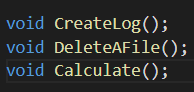 void CreateLog();
void DeleteAFile();
void Calculate();